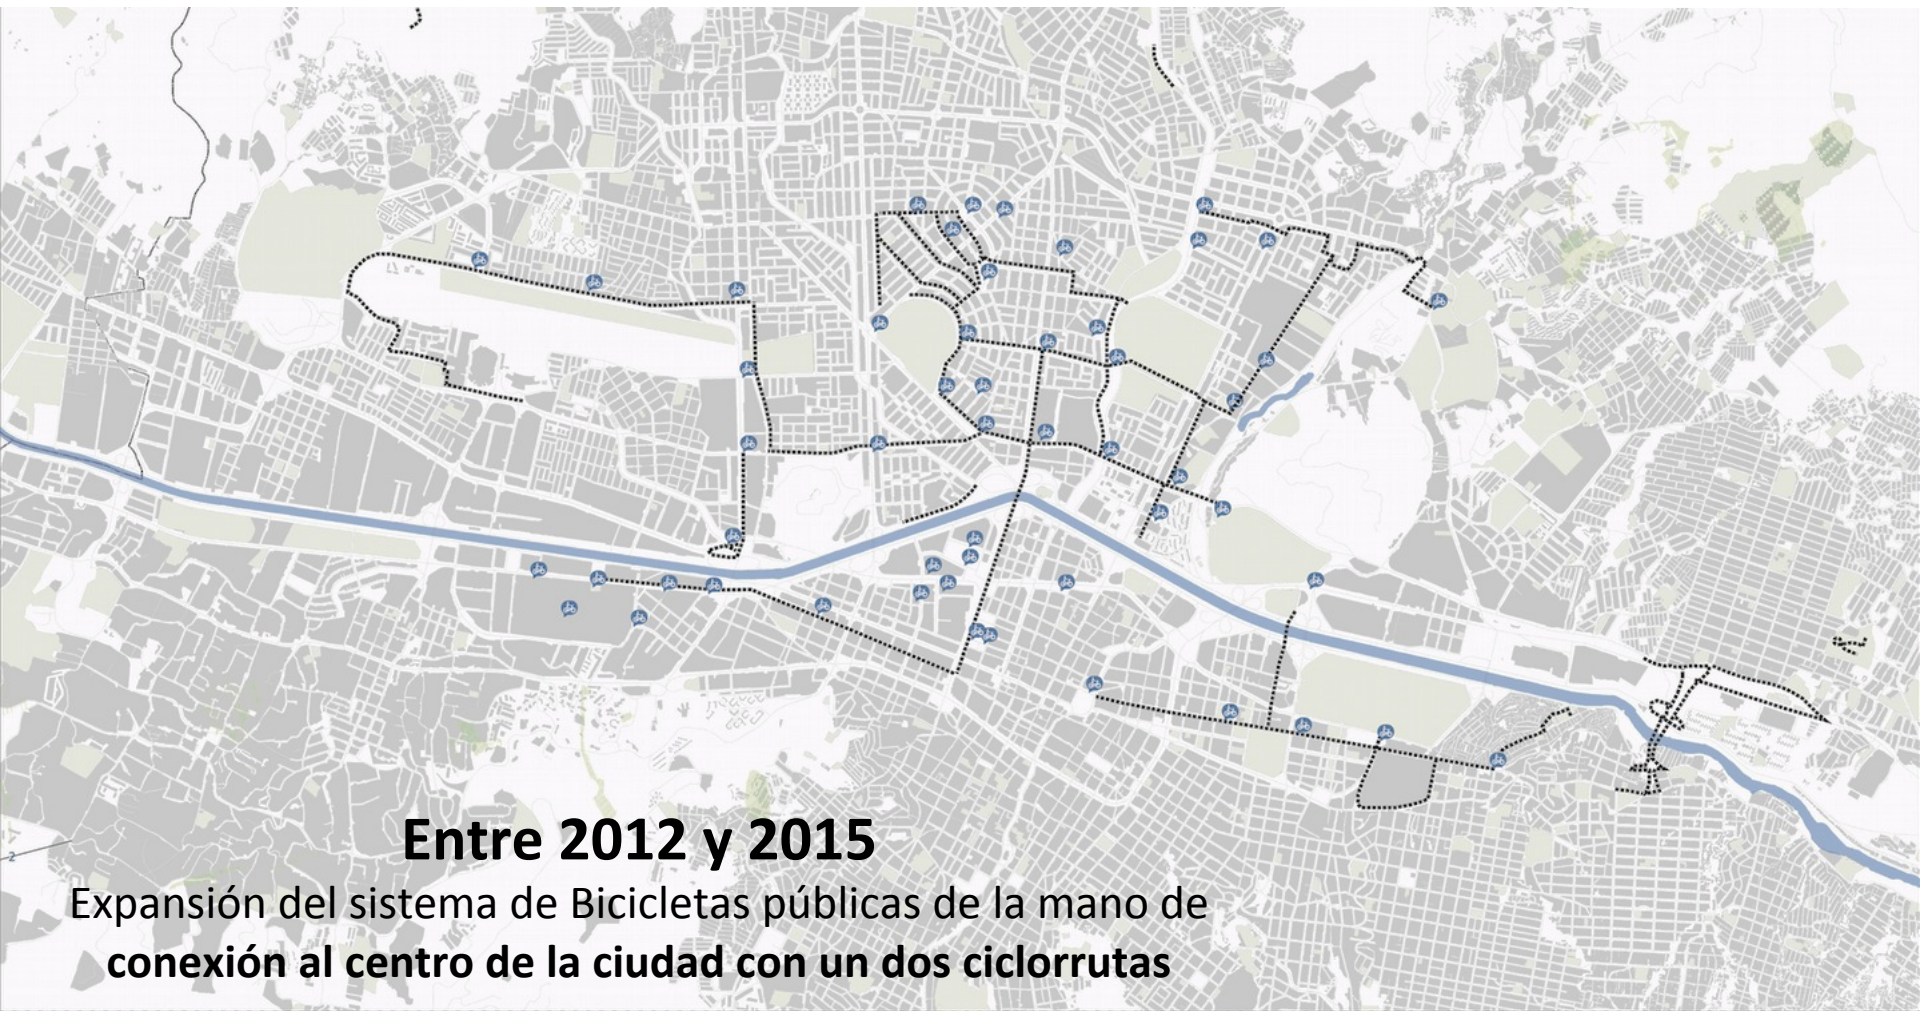 2
Entre 2012 y 2015
Expansión del sistema de Bicicletas públicas de la mano de
conexión al centro de la ciudad con un dos ciclorrutas